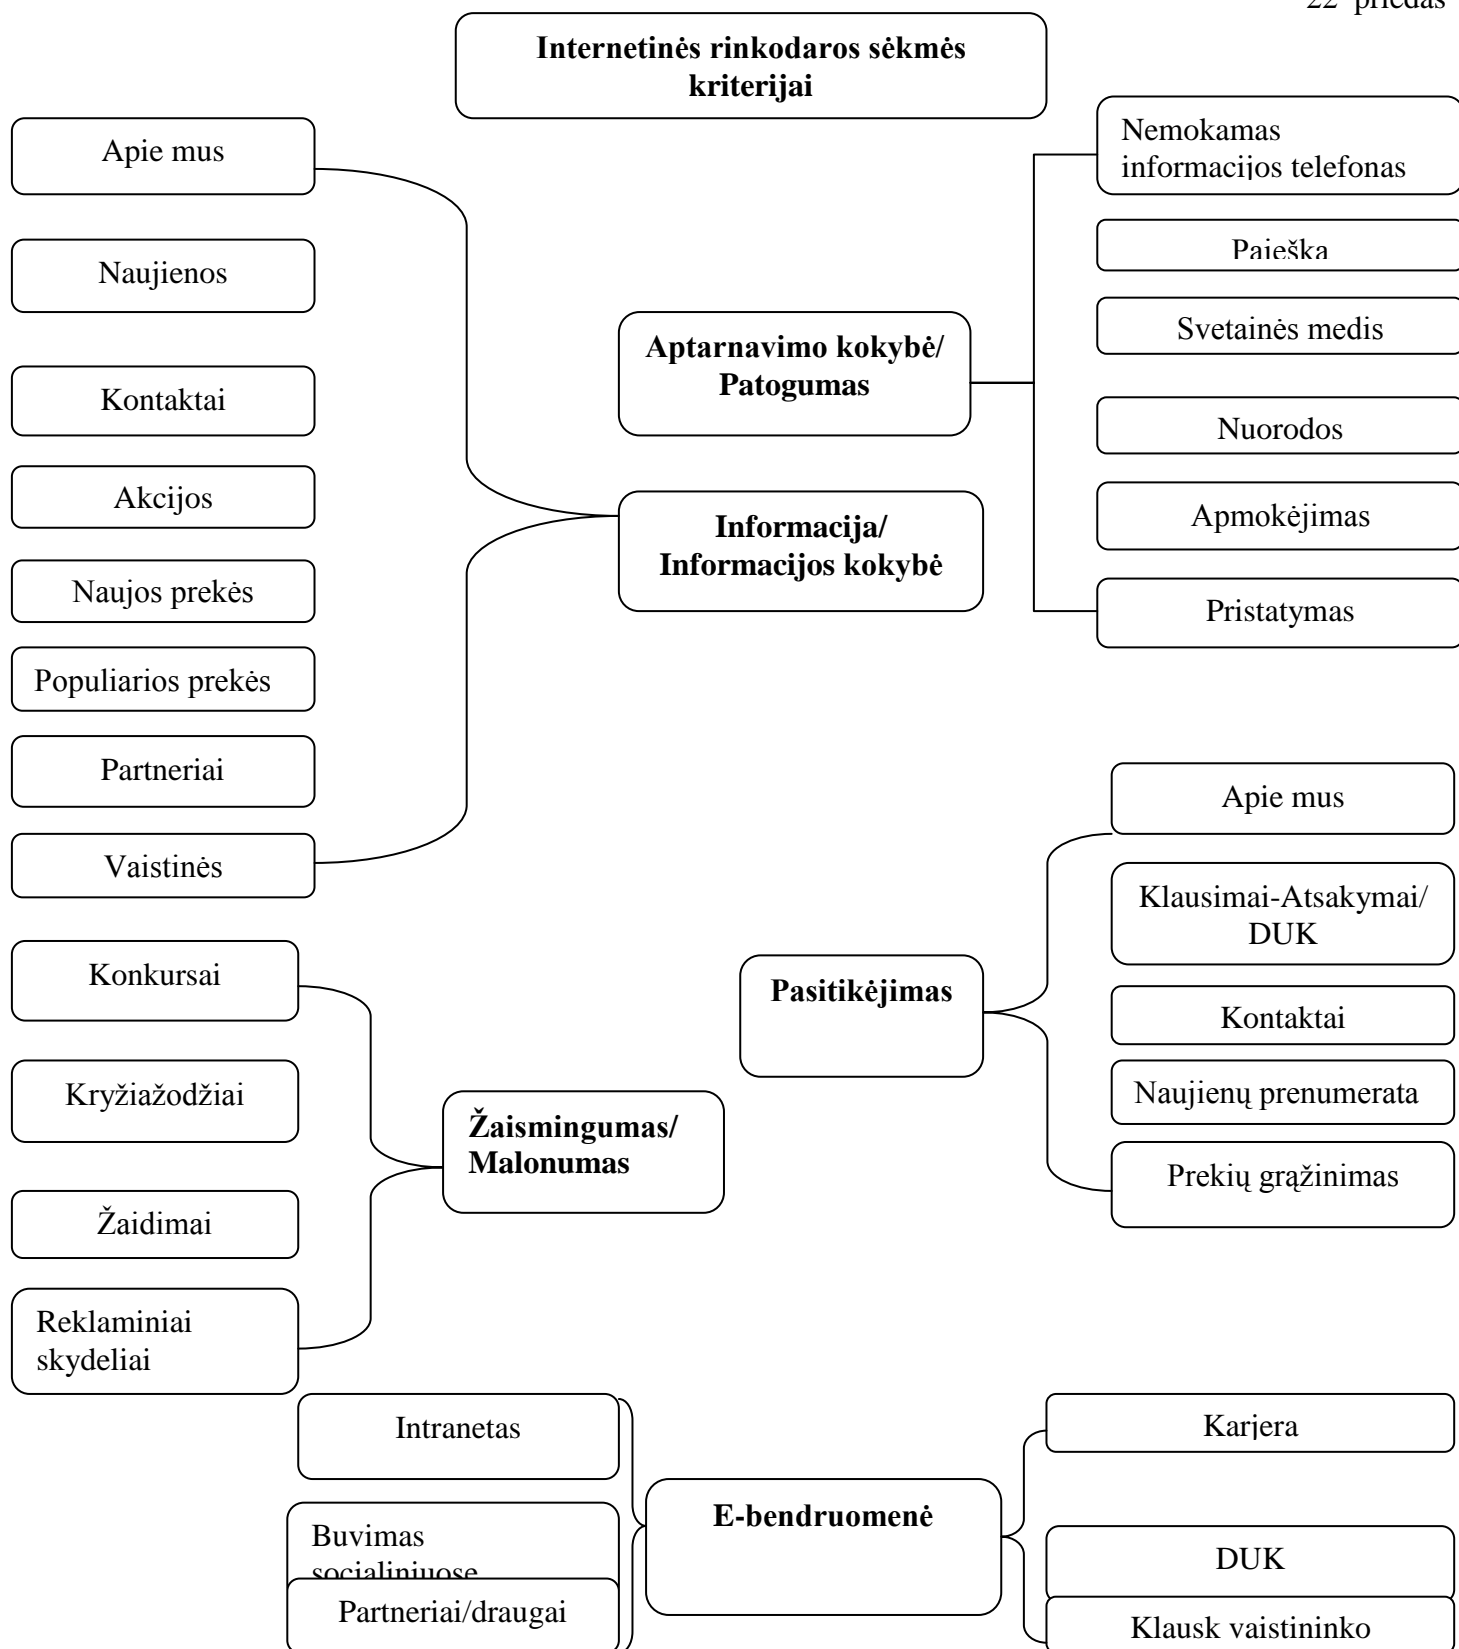 22 priedas
Internetinės rinkodaros sėkmės
kriterijai
Apie mus
Naujienos
Kontaktai
Akcijos
Naujos prekės
Populiarios prekės
Partneriai
Vaistinės
Nemokamas
informacijos telefonas
Paieška
Svetainės medis
Nuorodos
Apmokėjimas
Pristatymas
Aptarnavimo kokybė/
Patogumas
Informacija/
Informacijos kokybė
Konkursai
Kryžiažodžiai
Žaidimai
Reklaminiai
skydeliai
Žaismingumas/
Malonumas
Pasitikėjimas
Apie mus
Klausimai-Atsakymai/
DUK
Kontaktai
Naujienų prenumerata
Prekių grąžinimas
Intranetas
Buvimas
socialiniuose
Partneriai/draugai
E-bendruomenė
Karjera
DUK
Klausk vaistininko